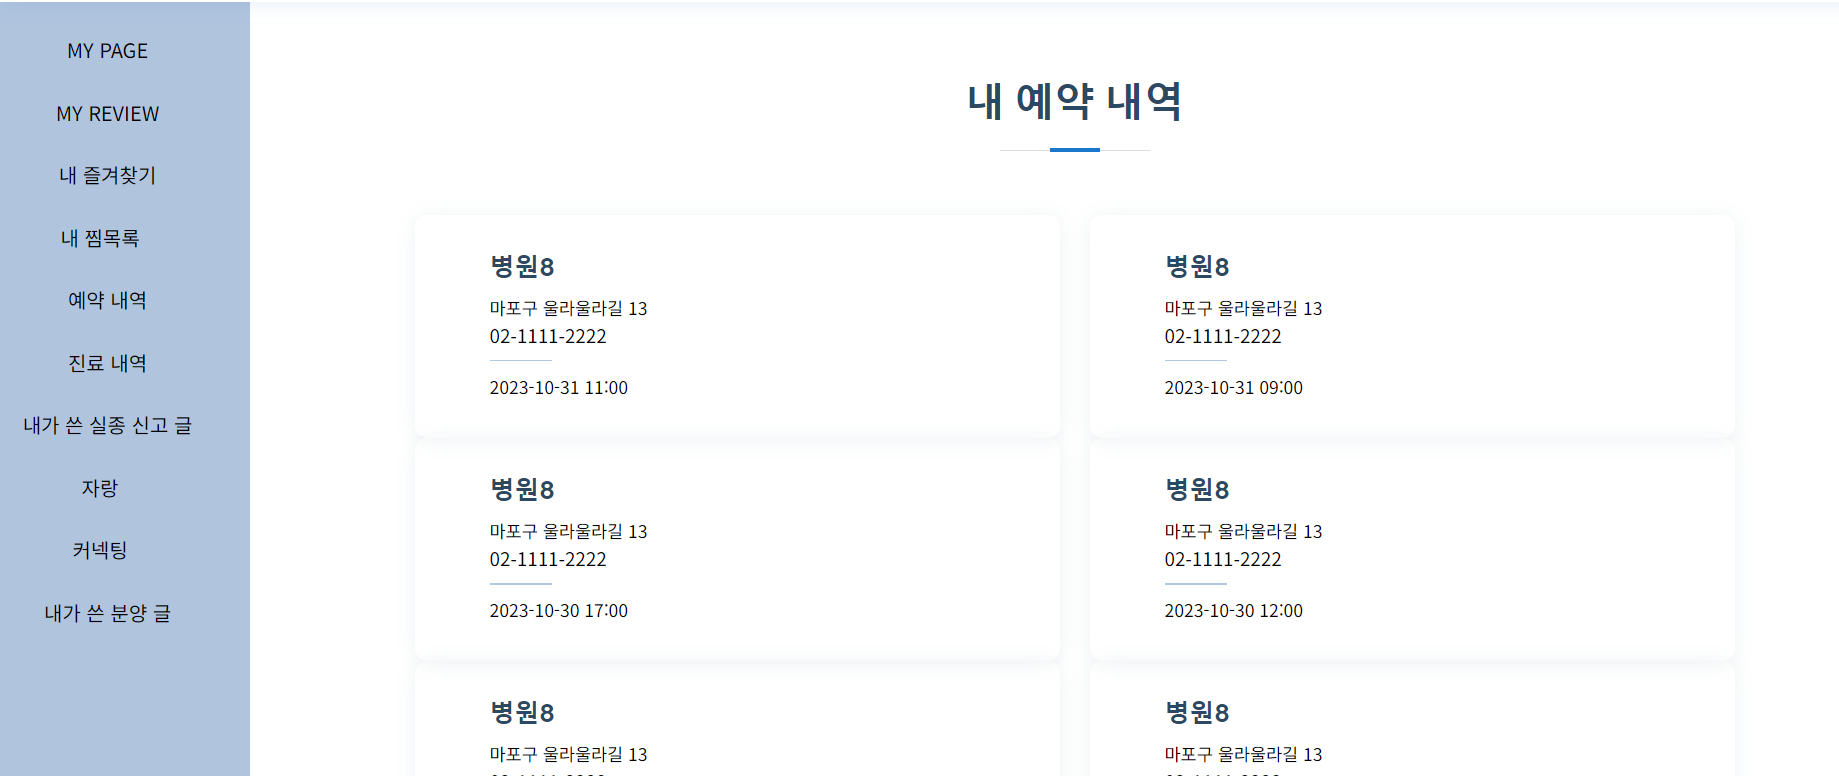 MY PAGE
MY REVIEW
내 즐겨찾기
내 찜목록
예약 내역
진료 내역
내가 쓴 실종 신고 글
자랑
커넥팅
내가 쓴 분양 글
내 예약 내역
병원8
마포구 울라울라길 13
02-1111-2222
2023-10-31 11:00
병원8
마포구 울라울라길 13
02-1111-2222
2023-10-31 09:00
병원8
마포구 울라울라길 13
02-1111-2222
2023-10-30 17:00
병원8
마포구 울라울라길 13
02-1111-2222
2023-10-30 12:00
병원8
마포구 울라울라길 13
병원8
마포구 울라울라길 13